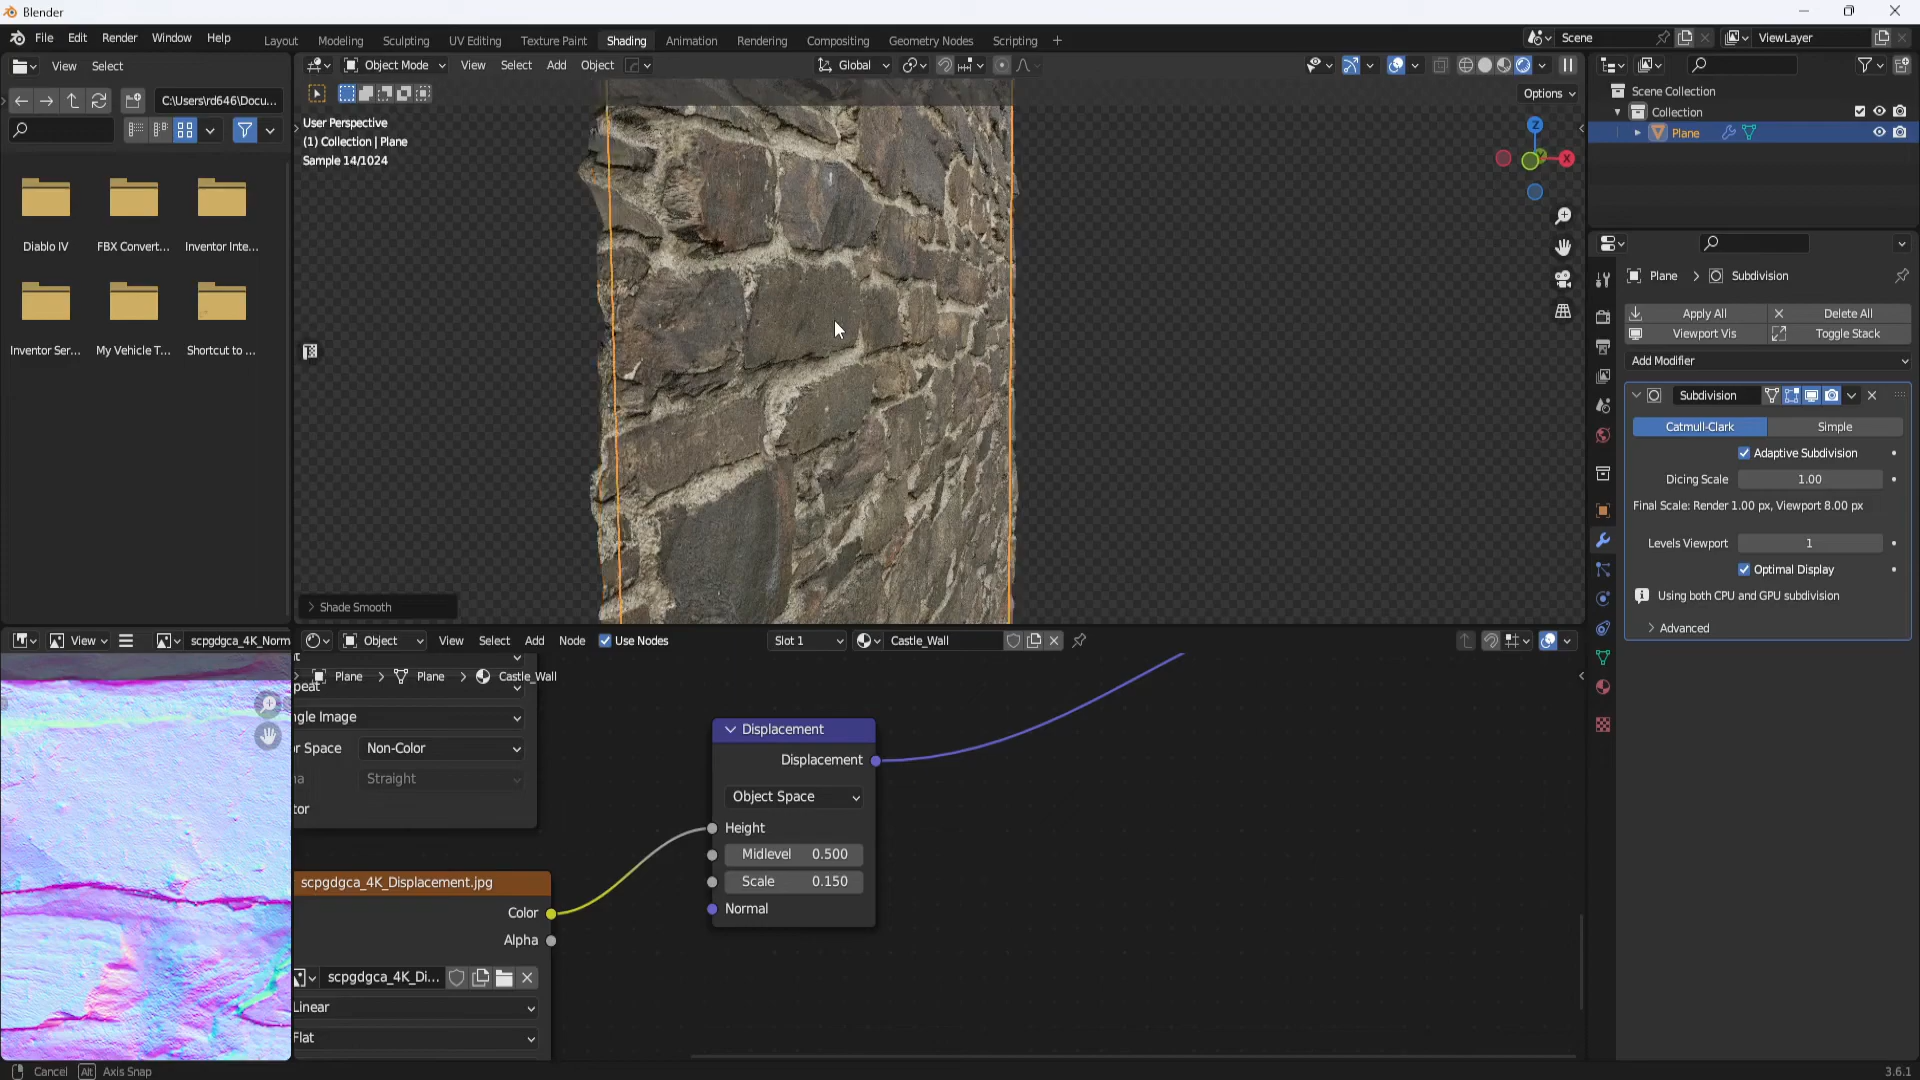 Blender
File Edit Render Window Help
Layout Modeling Sculpting UV Editing Texture Paint Shading Animation Rendering Compositing Geometry Nodes Scripting
Scene
ViewLayer
View Select
Object Mode View Select Add Object
Global
C:\Users\rd646\Docu...
Options
User Perspective
(1) Collection | Plane
Sample 14/1024
Diablo IV
FBX Convert...
Inventor Inte...
Inventor Ser...
My Vehicle T...
Shortcut to ...
Z
X
Shade Smooth
Scene Collection
Collection
Plane
Plane Subdivision
Apply All Delete All
Viewport Vis Toggle Stack
Add Modifier
Subdivision
Catmull-Clark Simple
Adaptive Subdivision
Dicing Scale 1.00
Final Scale: Render 1.00 px, Viewport 8.00 px
Levels Viewport 1
Optimal Display
Using both CPU and GPU subdivision
Advanced
View
scpgdgca_4K_Norm
Object View Select Add Node Use Nodes
Slot 1
Castle_Wall
Plane Plane Castle_Wall
peat
ngle Image
r Space Non-Color
Straight
tor
Displacement
Displacement
Object Space
Height
Midlevel 0.500
Scale 0.150
Normal
scpgdgca_4K_Displacement.jpg
Color
Alpha
scpgdgca_4K_Di...
Linear
Flat
Cancel Alt Axis Snap
3.6.1